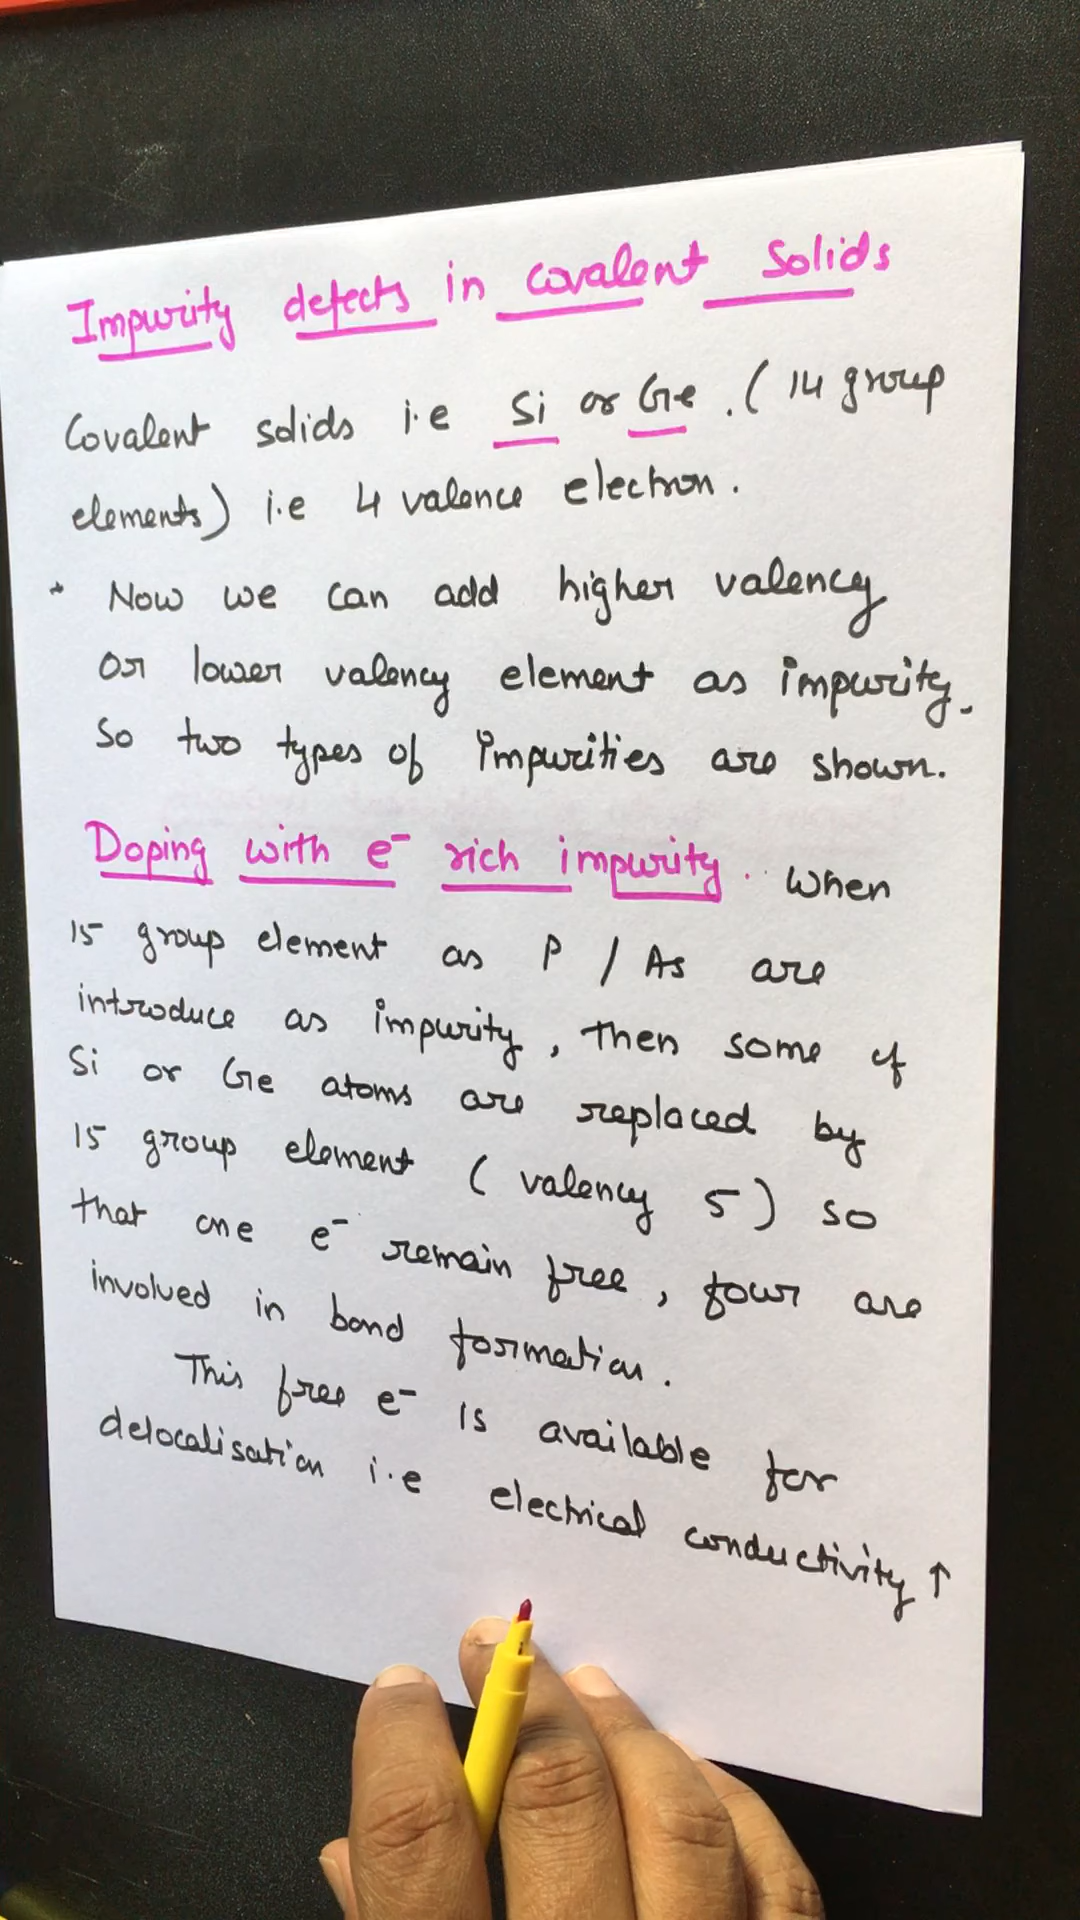 Impurity defects in covalent solids
Covalent solids i.e Si or Ge. (14 group
elements) i.e 4 valence electron.
* Now we can add higher valency
or lower valency element as impurity.
So two types of impurities are shown.
Doping with e⁻ rich impurity.. When
15 group element as P / As are
introduce as impurity, then some of
Si or Ge atoms are replaced by
15 group element (valency 5) so
that one e⁻ remain free, four are
involved in bond formation.
This free e⁻ is available for
delocalisation i.e electrical conductivity ↑